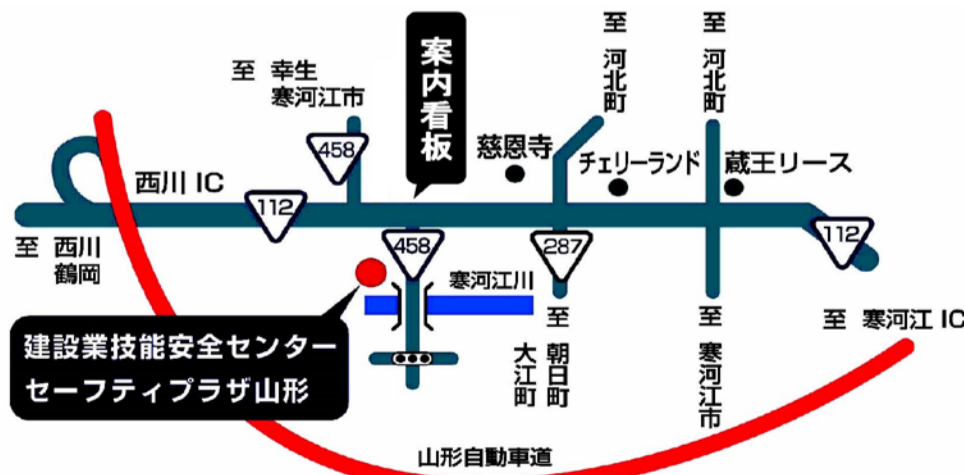 至 河北町
至 河北町
案内看板
至 幸生
寒河江市
458
慈恩寺
チェリーランド
蔵王リース
西川 IC
112
458
287
112
至 西川
鶴岡
寒河江川
至 朝日町
大江町
至 寒河江市
至 寒河江 IC
建設業技能安全センター
セーフティプラザ山形
山形自動車道